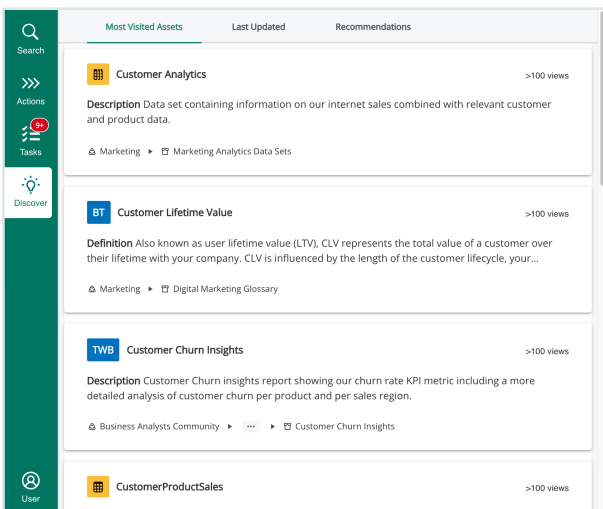 Search
Actions
9+
Tasks
Discover
User
Most Visited Assets Last Updated Recommendations
Customer Analytics >100 views
Description Data set containing information on our internet sales combined with relevant customer
and product data.
Marketing Marketing Analytics Data Sets
BT Customer Lifetime Value >100 views
Definition Also known as user lifetime value (LTV), CLV represents the total value of a customer over
their lifetime with your company. CLV is influenced by the length of the customer lifecycle, your...
Marketing Digital Marketing Glossary
TWB Customer Churn Insights >100 views
Description Customer Churn insights report showing our churn rate KPI metric including a more
detailed analysis of customer churn per product and per sales region.
Business Analysts Community ... Customer Churn Insights
CustomerProductSales >100 views